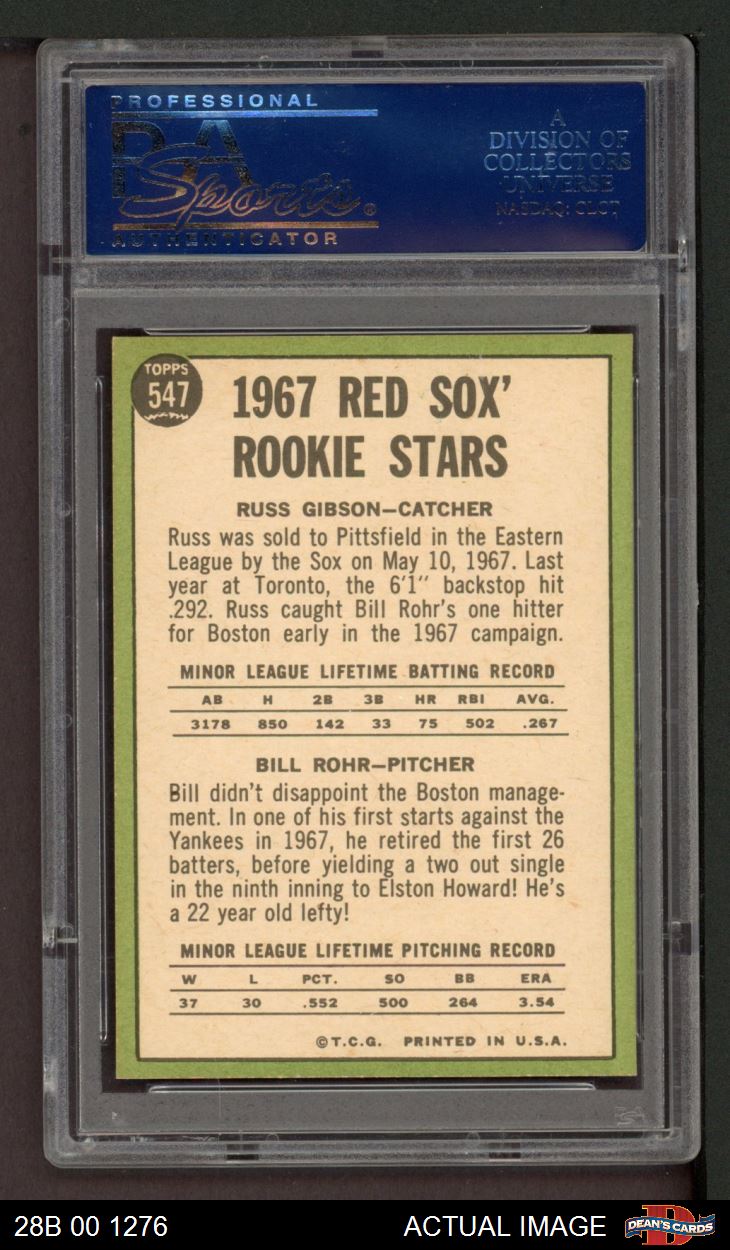 PROFESSIONAL
PSA
Sports®
AUTHENTICATOR
A
DIVISION OF
COLLECTORS
UNIVERSE
NASDAQ: CLCT
TOPPS
547
1967 RED SOX'
ROOKIE STARS
RUSS GIBSON—CATCHER
Russ was sold to Pittsfield in the Eastern
League by the Sox on May 10, 1967. Last
year at Toronto, the 6'1" backstop hit
.292. Russ caught Bill Rohr's one hitter
for Boston early in the 1967 campaign.
MINOR LEAGUE LIFETIME BATTING RECORD
AB H 2B 3B HR RBI AVG.
3178 850 142 33 75 502 .267
BILL ROHR—PITCHER
Bill didn't disappoint the Boston manage-
ment. In one of his first starts against the
Yankees in 1967, he retired the first 26
batters, before yielding a two out single
in the ninth inning to Elston Howard! He's
a 22 year old lefty!
MINOR LEAGUE LIFETIME PITCHING RECORD
W L PCT. SO BB ERA
37 30 .552 500 264 3.54
©T.C.G. PRINTED IN U.S.A.
28B 00 1276 ACTUAL IMAGE DEAN'S CARDS